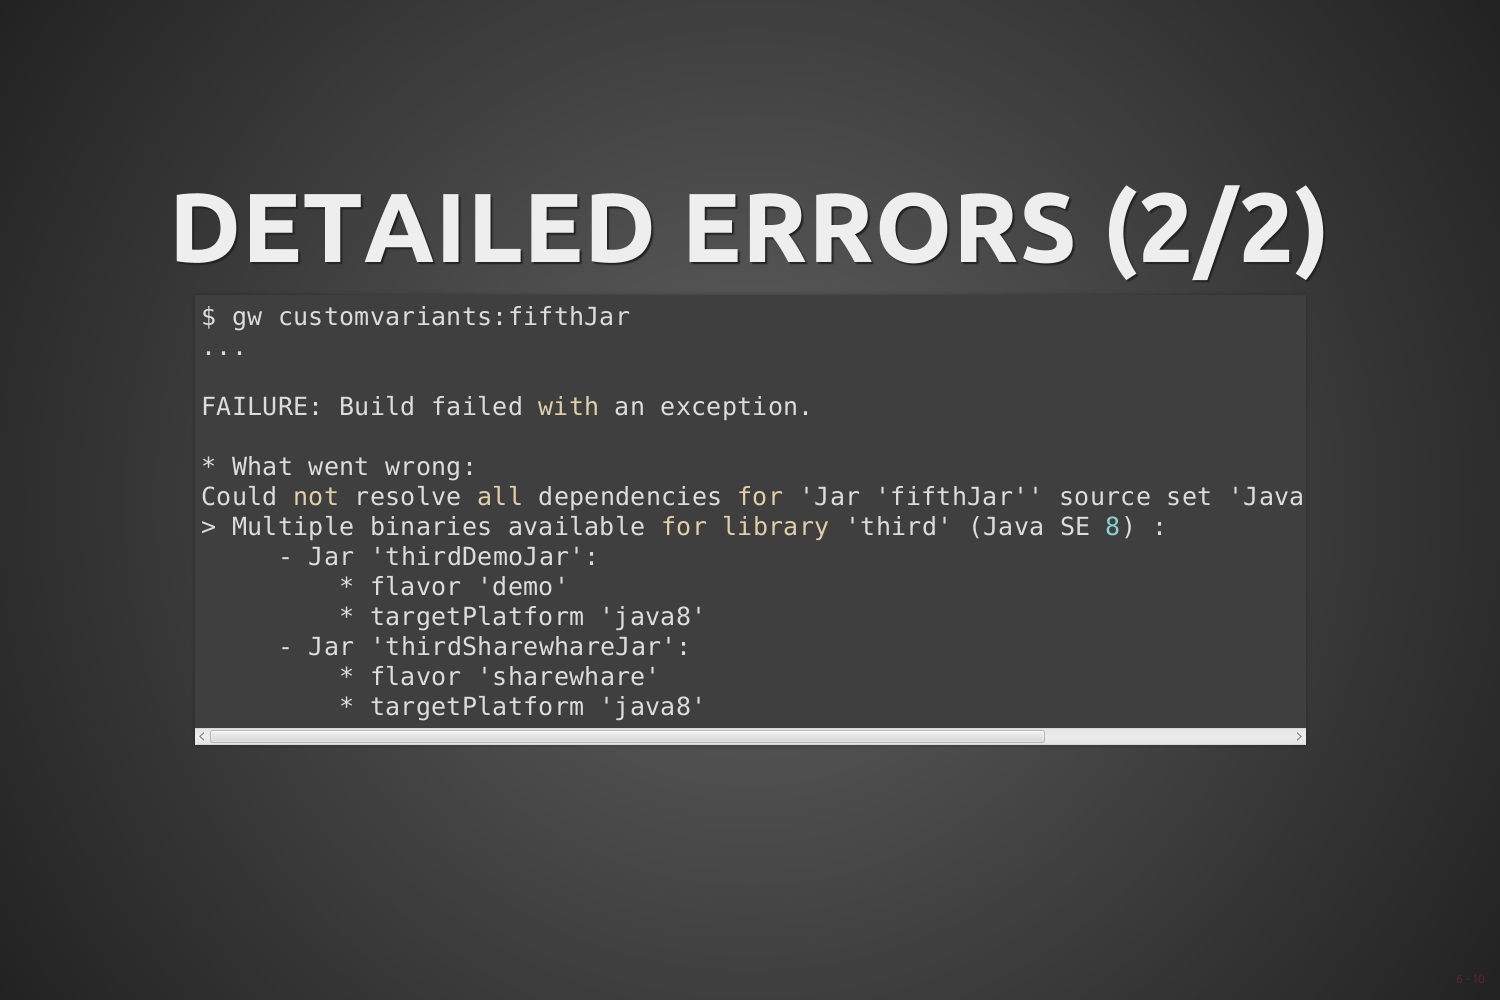 DETAILED ERRORS (2/2)
$ gw customvariants:fifthJar
...
FAILURE: Build failed with an exception.
* What went wrong:
Could not resolve all dependencies for 'Jar 'fifthJar'' source set 'Java
> Multiple binaries available for library 'third' (Java SE 8) :
- Jar 'thirdDemoJar':
* flavor 'demo'
* targetPlatform 'java8'
- Jar 'thirdSharewhareJar':
* flavor 'sharewhare'
* targetPlatform 'java8'
6 - 10